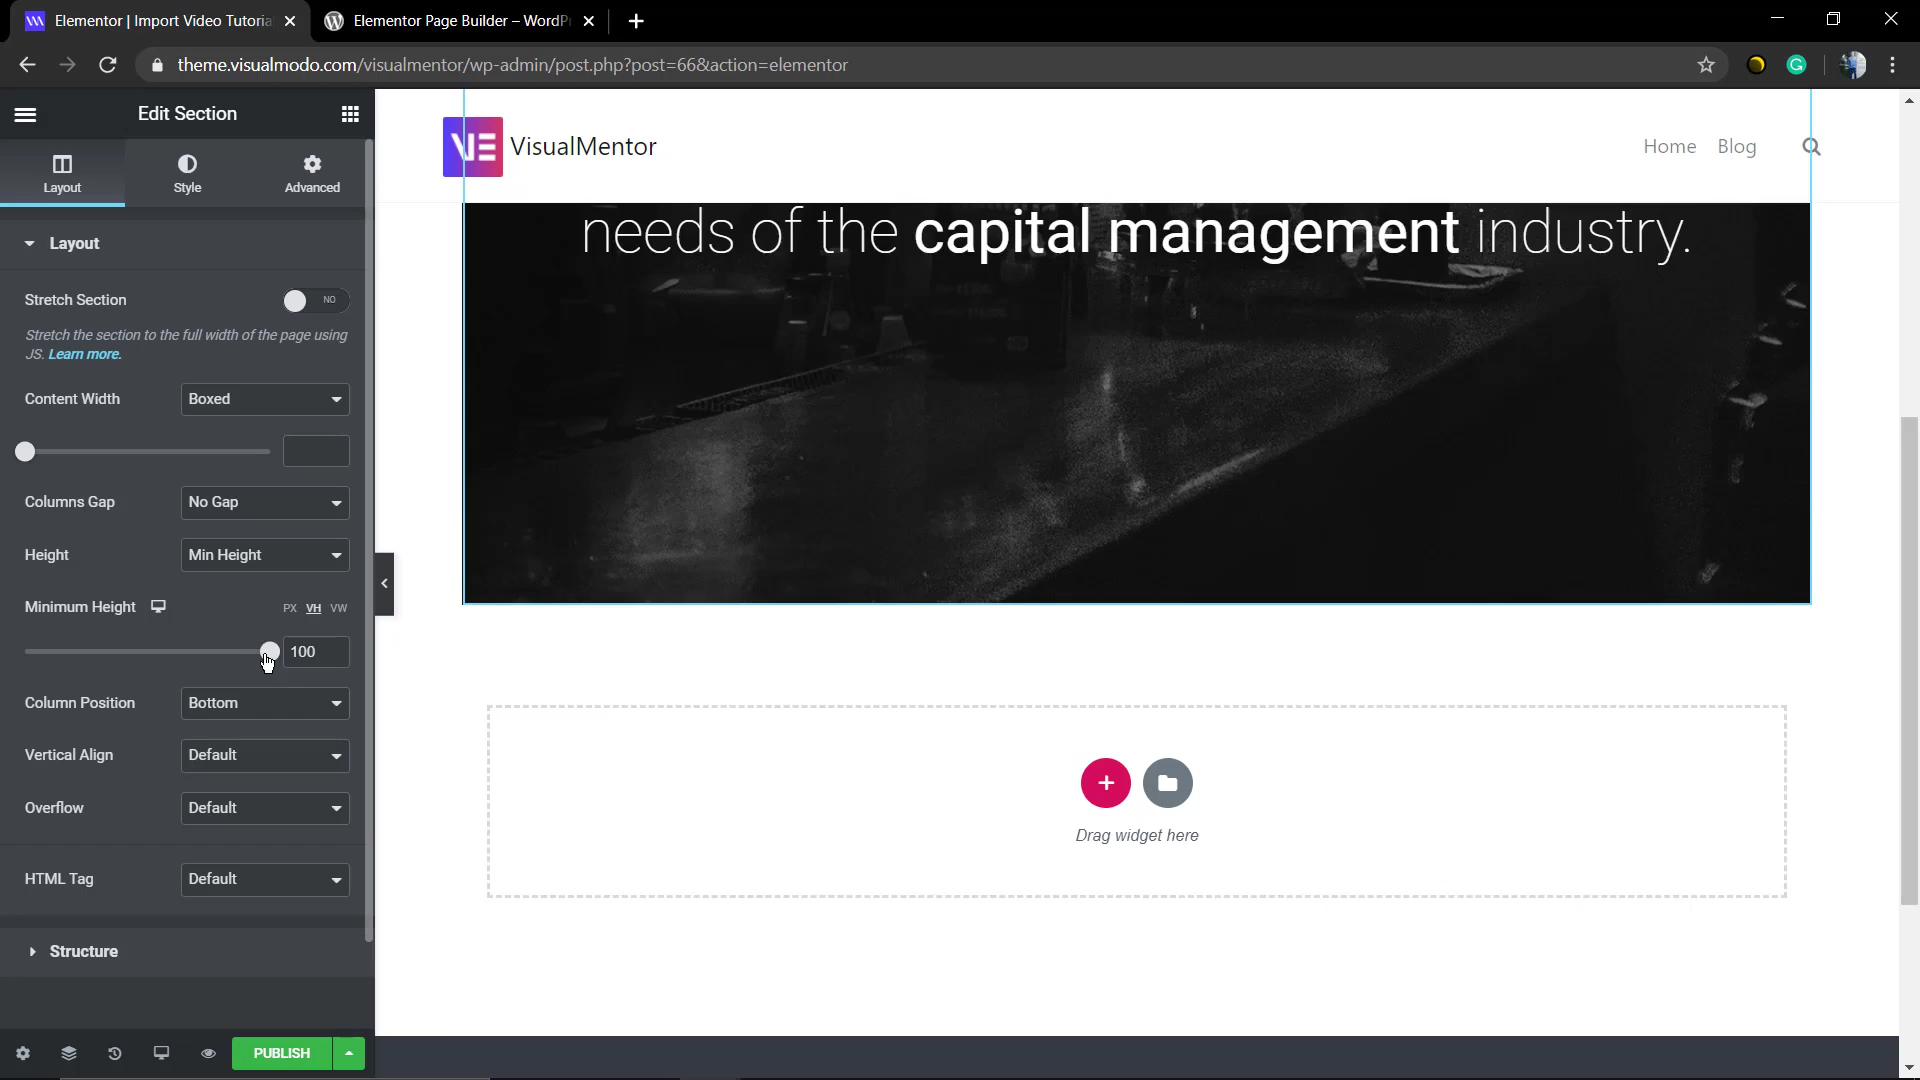 Elementor | Import Video Tutoria
Elementor Page Builder – WordP
theme.visualmodo.com/visualmentor/wp-admin/post.php?post=66&action=elementor
Edit Section
Layout
Style
Advanced
Layout
Stretch Section
NO
Stretch the section to the full width of the page using
JS. Learn more.
Content Width
Boxed
Columns Gap
No Gap
Height
Min Height
Minimum Height
PX VH VW
100
Column Position
Bottom
Vertical Align
Default
Overflow
Default
HTML Tag
Default
Structure
PUBLISH
VisualMentor
Home
Blog
needs of the capital management industry.
Drag widget here